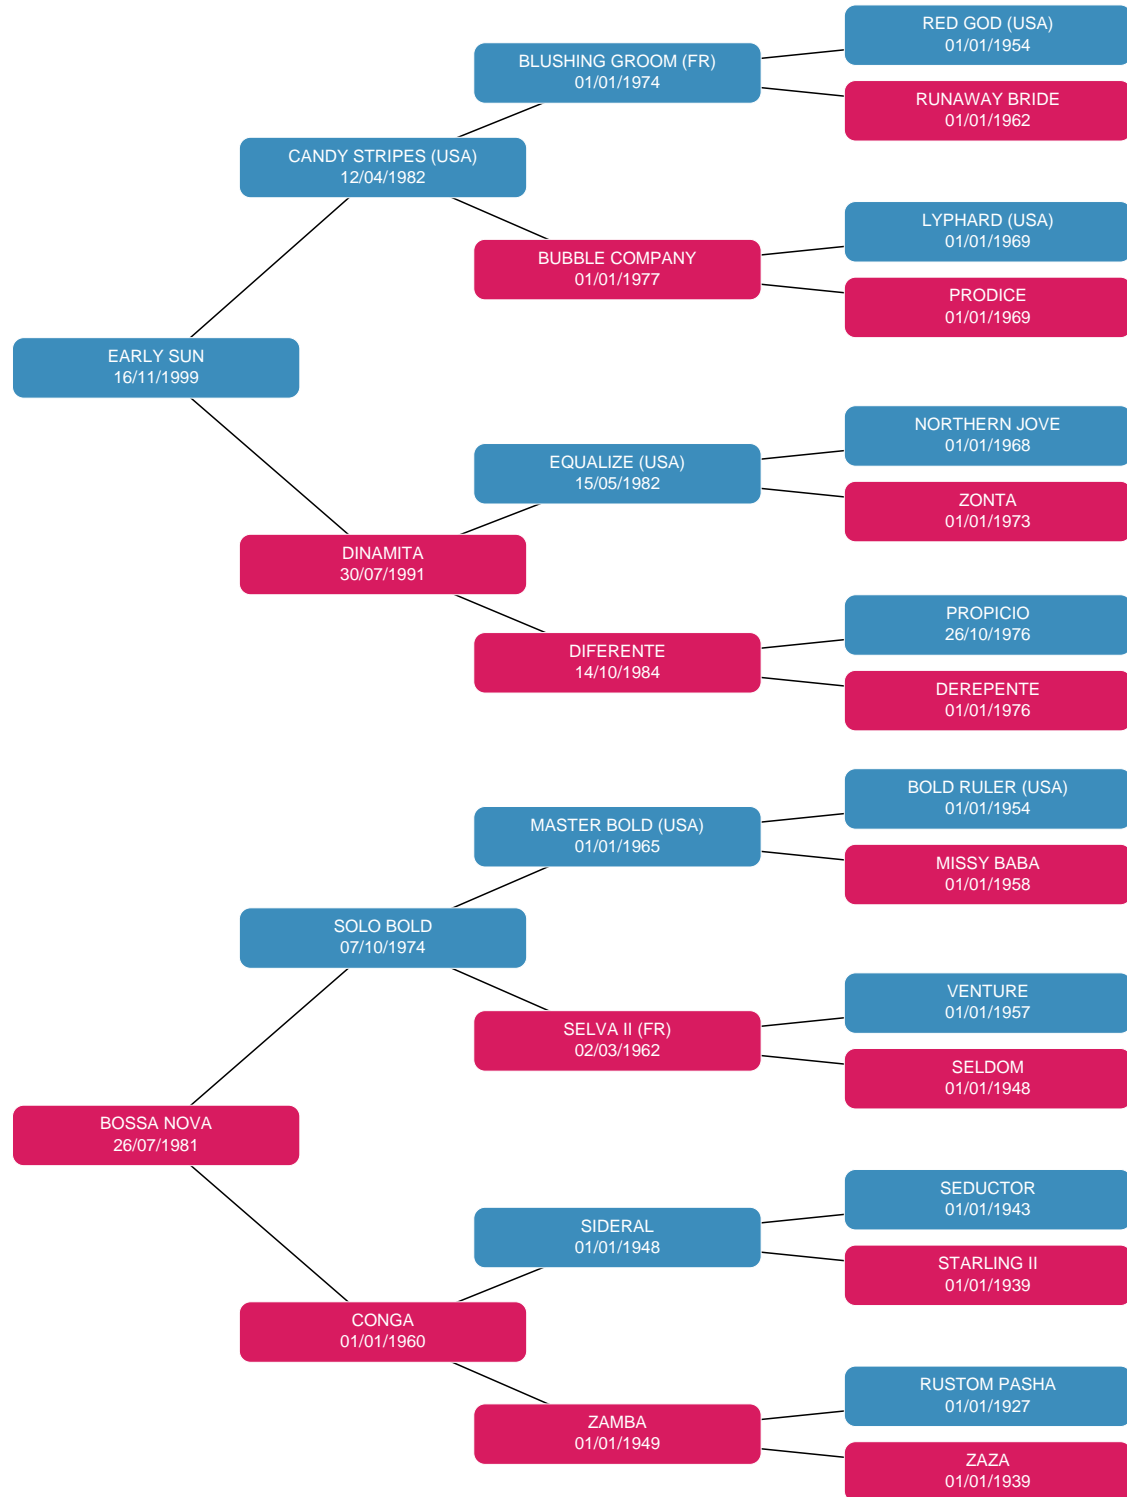 RED GOD (USA)
01/01/1954
BLUSHING GROOM (FR)
01/01/1974
RUNAWAY BRIDE
01/01/1962
CANDY STRIPES (USA)
12/04/1982
LYPHARD (USA)
01/01/1969
BUBBLE COMPANY
01/01/1977
PRODICE
01/01/1969
EARLY SUN
16/11/1999
NORTHERN JOVE
01/01/1968
EQUALIZE (USA)
15/05/1982
ZONTA
01/01/1973
DINAMITA
30/07/1991
PROPICIO
26/10/1976
DIFERENTE
14/10/1984
DEREPENTE
01/01/1976
BOLD RULER (USA)
01/01/1954
MASTER BOLD (USA)
01/01/1965
MISSY BABA
01/01/1958
SOLO BOLD
07/10/1974
VENTURE
01/01/1957
SELVA II (FR)
02/03/1962
SELDOM
01/01/1948
BOSSA NOVA
26/07/1981
SEDUCTOR
01/01/1943
SIDERAL
01/01/1948
STARLING II
01/01/1939
CONGA
01/01/1960
RUSTOM PASHA
01/01/1927
ZAMBA
01/01/1949
ZAZA
01/01/1939